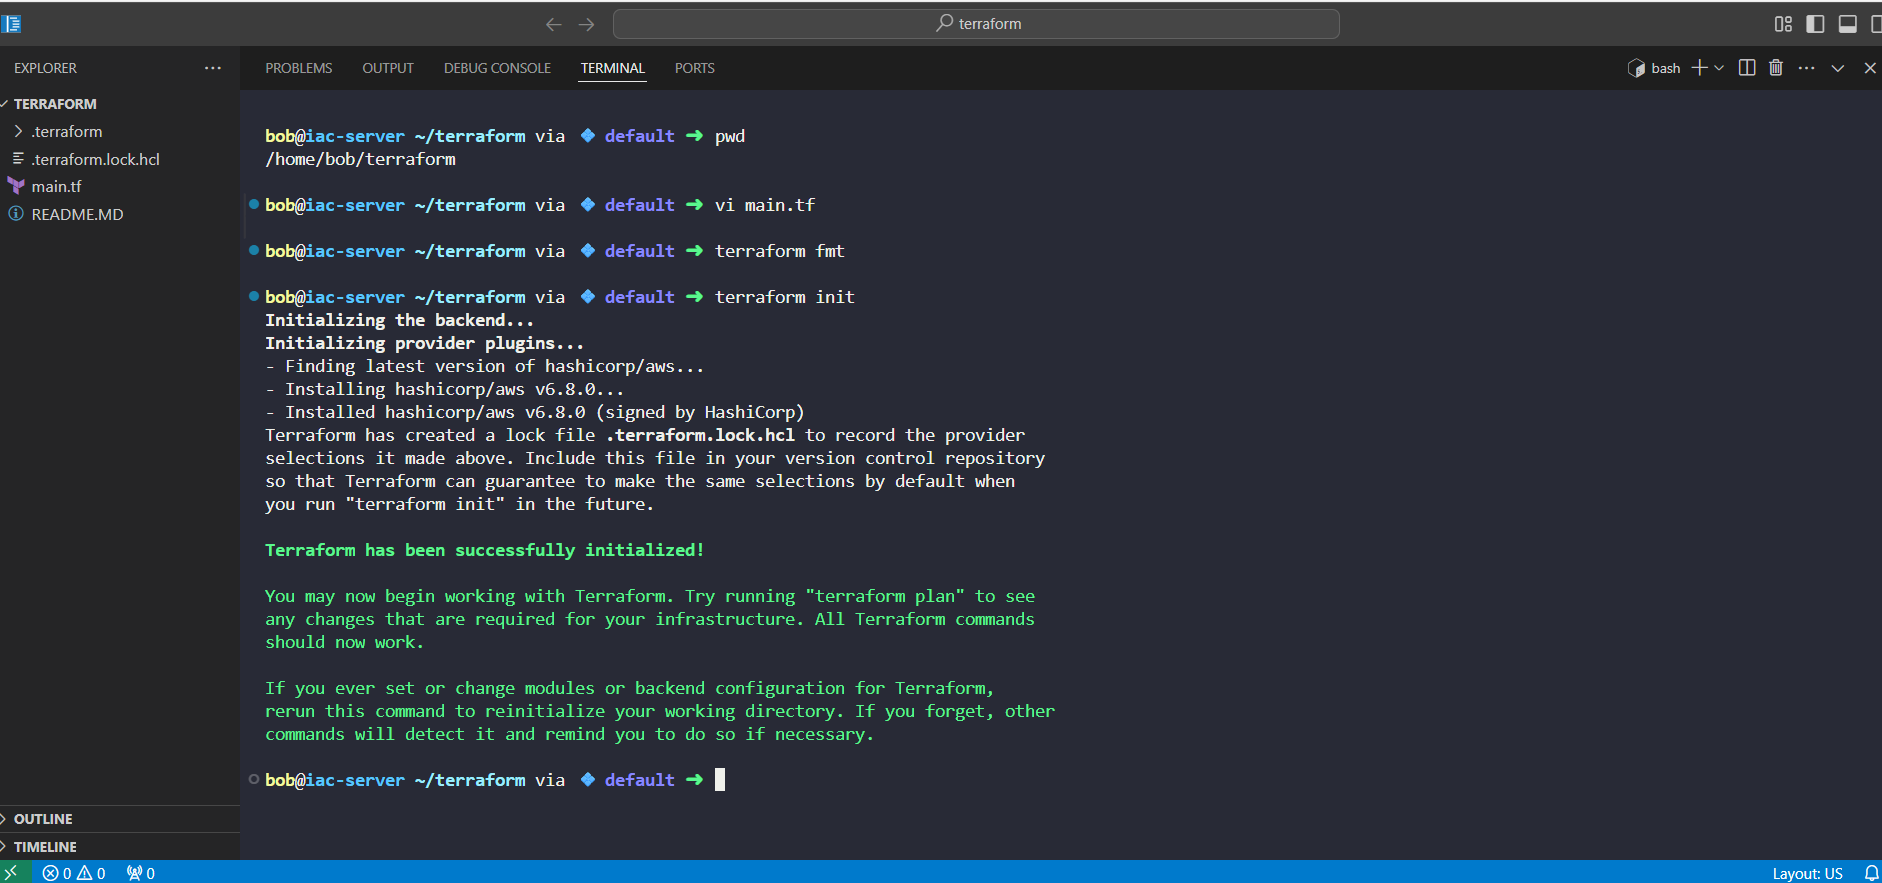 terraform
EXPLORER
PROBLEMS OUTPUT DEBUG CONSOLE TERMINAL PORTS
bash
TERRAFORM
.terraform
.terraform.lock.hcl
main.tf
README.MD
bob@iac-server ~/terraform via default ➜ pwd
/home/bob/terraform
bob@iac-server ~/terraform via default ➜ vi main.tf
bob@iac-server ~/terraform via default ➜ terraform fmt
bob@iac-server ~/terraform via default ➜ terraform init
Initializing the backend...
Initializing provider plugins...
- Finding latest version of hashicorp/aws...
- Installing hashicorp/aws v6.8.0...
- Installed hashicorp/aws v6.8.0 (signed by HashiCorp)
Terraform has created a lock file .terraform.lock.hcl to record the provider
selections it made above. Include this file in your version control repository
so that Terraform can guarantee to make the same selections by default when
you run "terraform init" in the future.
Terraform has been successfully initialized!
You may now begin working with Terraform. Try running "terraform plan" to see
any changes that are required for your infrastructure. All Terraform commands
should now work.
If you ever set or change modules or backend configuration for Terraform,
rerun this command to reinitialize your working directory. If you forget, other
commands will detect it and remind you to do so if necessary.
bob@iac-server ~/terraform via default ➜
OUTLINE
TIMELINE
0 0 0
Layout: US